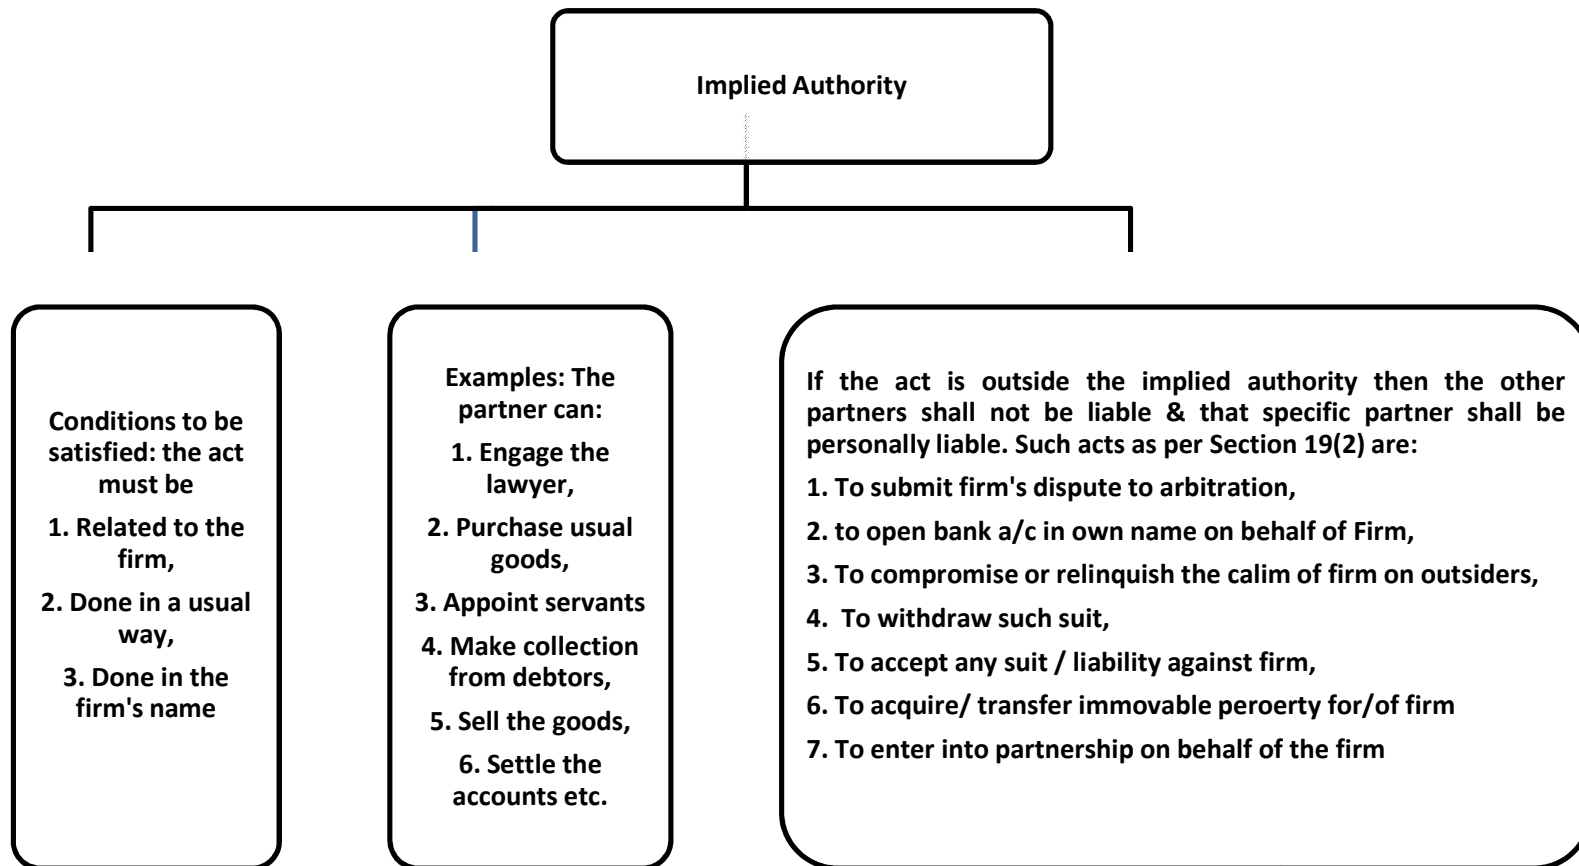 Implied Authority
Conditions to be
satisfied: the act
must be
1. Related to the
firm,
2. Done in a usual
way,
3. Done in the
firm's name
Examples: The
partner can:
1. Engage the
lawyer,
2. Purchase usual
goods,
3. Appoint servants
4. Make collection
from debtors,
5. Sell the goods,
6. Settle the
accounts etc.
If the act is outside the implied authority then the other
partners shall not be liable & that specific partner shall be
personally liable. Such acts as per Section 19(2) are:
1. To submit firm's dispute to arbitration,
2. to open bank a/c in own name on behalf of Firm,
3. To compromise or relinquish the calim of firm on outsiders,
4. To withdraw such suit,
5. To accept any suit / liability against firm,
6. To acquire/ transfer immovable peroerty for/of firm
7. To enter into partnership on behalf of the firm